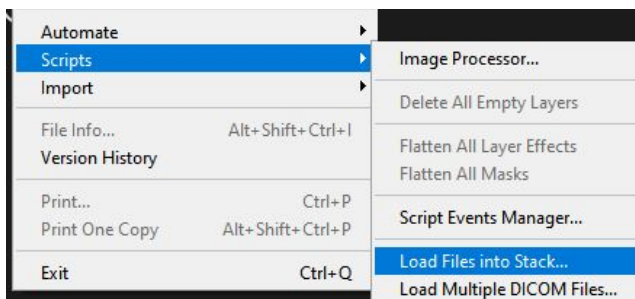 Automate
Scripts
Import
File Info... Alt+Shift+Ctrl+I
Version History
Print... Ctrl+P
Print One Copy Alt+Shift+Ctrl+P
Exit Ctrl+Q
Image Processor...
Delete All Empty Layers
Flatten All Layer Effects
Flatten All Masks
Script Events Manager...
Load Files into Stack...
Load Multiple DICOM Files...